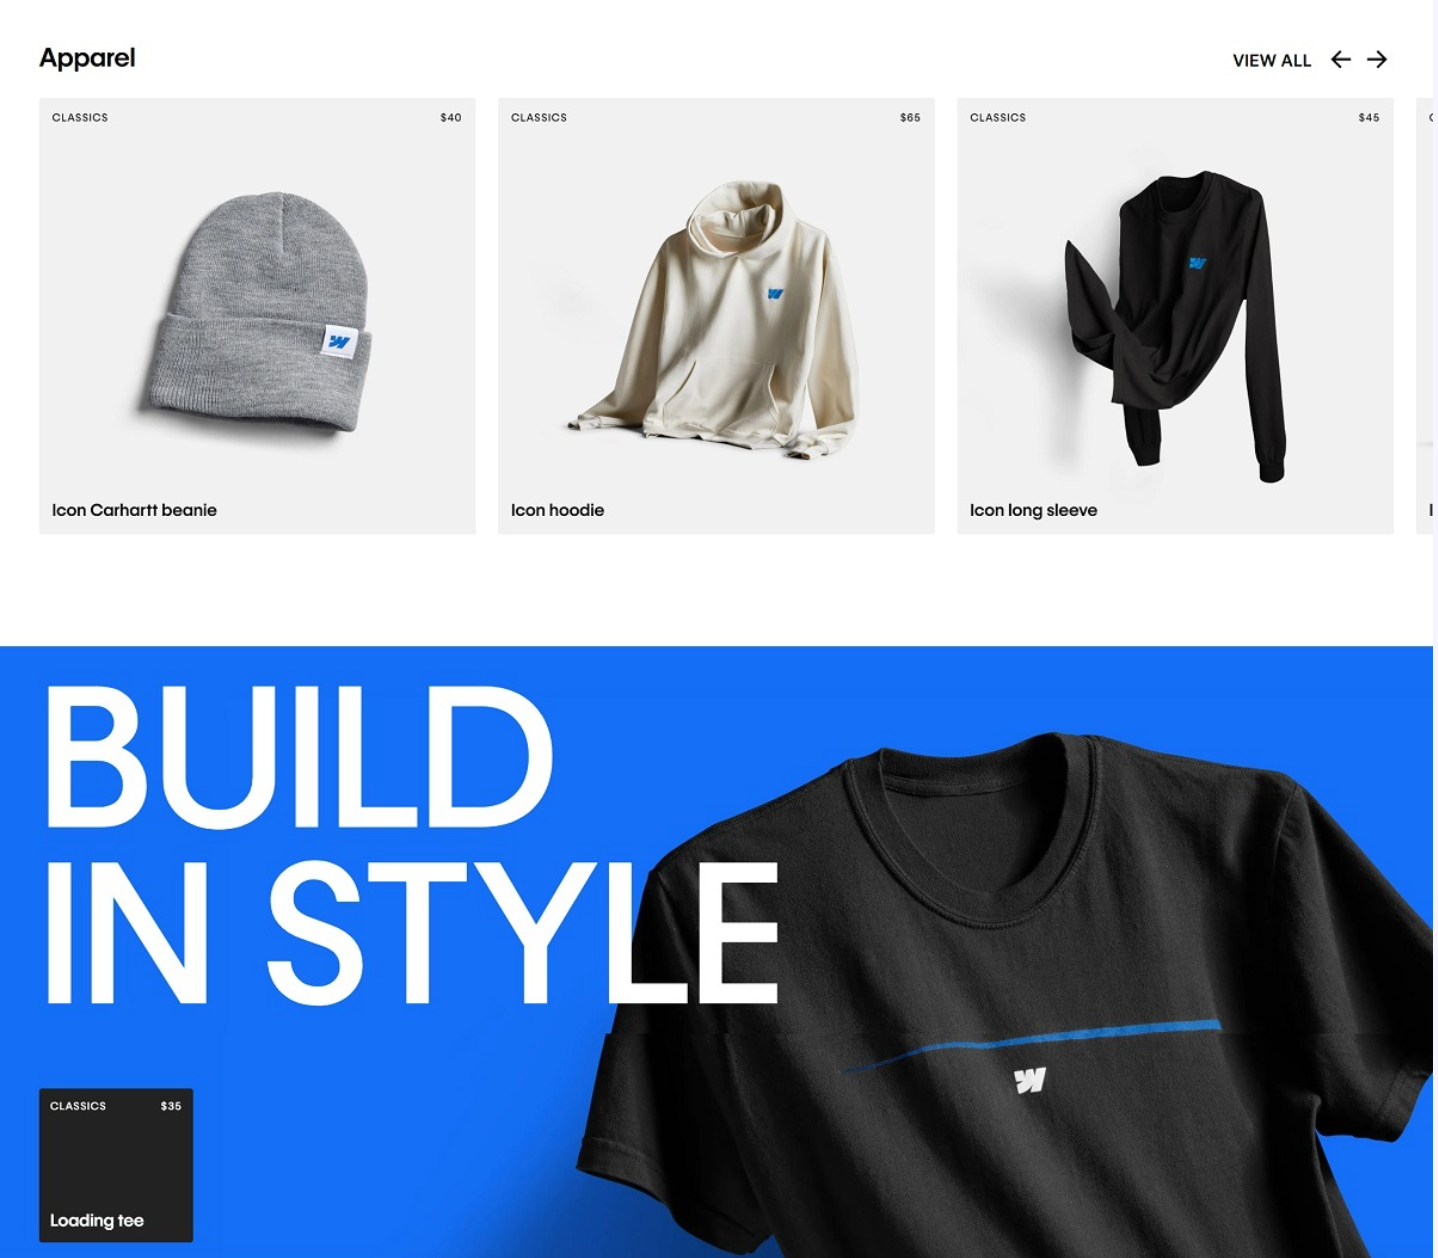 Apparel
VIEW ALL
CLASSICS $40
Icon Carhartt beanie
CLASSICS $65
Icon hoodie
CLASSICS $45
Icon long sleeve
BUILD
IN STYLE
CLASSICS $35
Loading tee